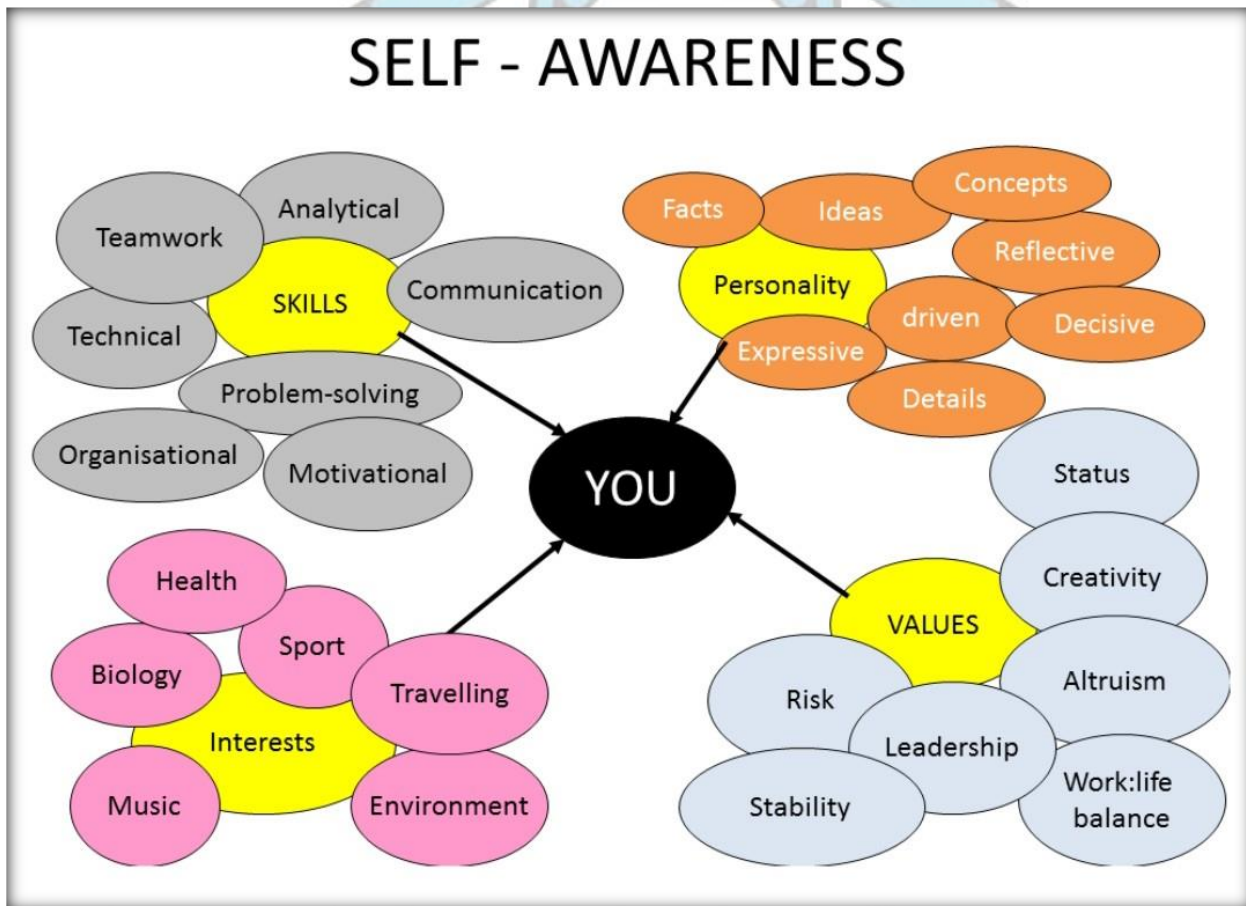 SELF - AWARENESS
Analytical
Teamwork
Communication
SKILLS
Technical
Problem-solving
Organisational
Motivational
Concepts
Facts
Ideas
Reflective
Personality
driven
Decisive
Expressive
Details
YOU
Status
Creativity
VALUES
Altruism
Risk
Leadership
Work:life
balance
Stability
Health
Sport
Biology
Travelling
Interests
Music
Environment